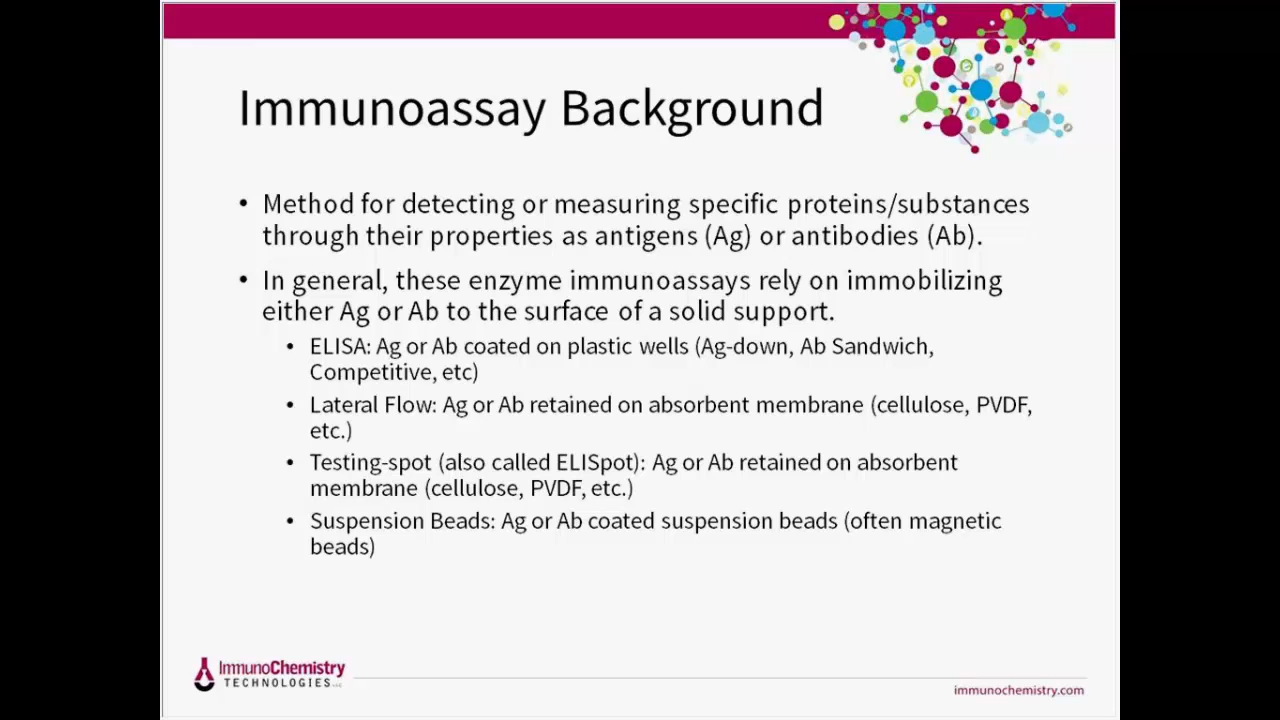 Immunoassay Background
• Method for detecting or measuring specific proteins/substances
through their properties as antigens (Ag) or antibodies (Ab).
• In general, these enzyme immunoassays rely on immobilizing
either Ag or Ab to the surface of a solid support.
• ELISA: Ag or Ab coated on plastic wells (Ag-down, Ab Sandwich,
Competitive, etc)
• Lateral Flow: Ag or Ab retained on absorbent membrane (cellulose, PVDF,
etc.)
• Testing-spot (also called ELISpot): Ag or Ab retained on absorbent
membrane (cellulose, PVDF, etc.)
• Suspension Beads: Ag or Ab coated suspension beads (often magnetic
beads)
ImmunoChemistry
TECHNOLOGIES
immunochemistry.com